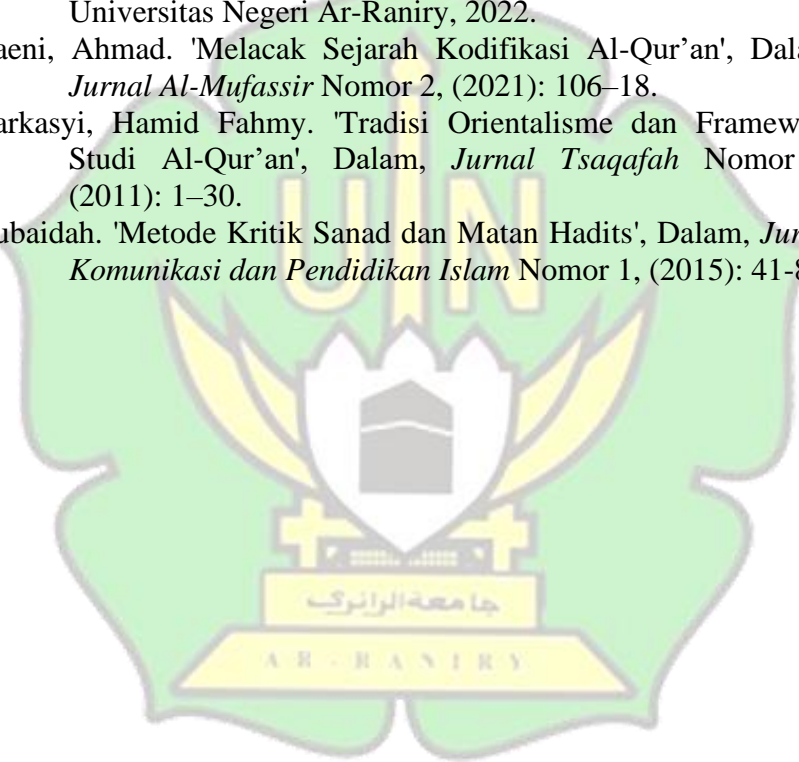 Universitas Negeri Ar-Raniry, 2022.
aeni, Ahmad. 'Melacak Sejarah Kodifikasi Al-Qur’an', Dala
Jurnal Al-Mufassir Nomor 2, (2021): 106–18.
arkasyi, Hamid Fahmy. 'Tradisi Orientalisme dan Framew
Studi Al-Qur’an', Dalam, Jurnal Tsaqafah Nomor
(2011): 1–30.
ubaidah. 'Metode Kritik Sanad dan Matan Hadits', Dalam, Jur
Komunikasi dan Pendidikan Islam Nomor 1, (2015): 41-8
UIN
جامعة الرانري
AR-RANIRY